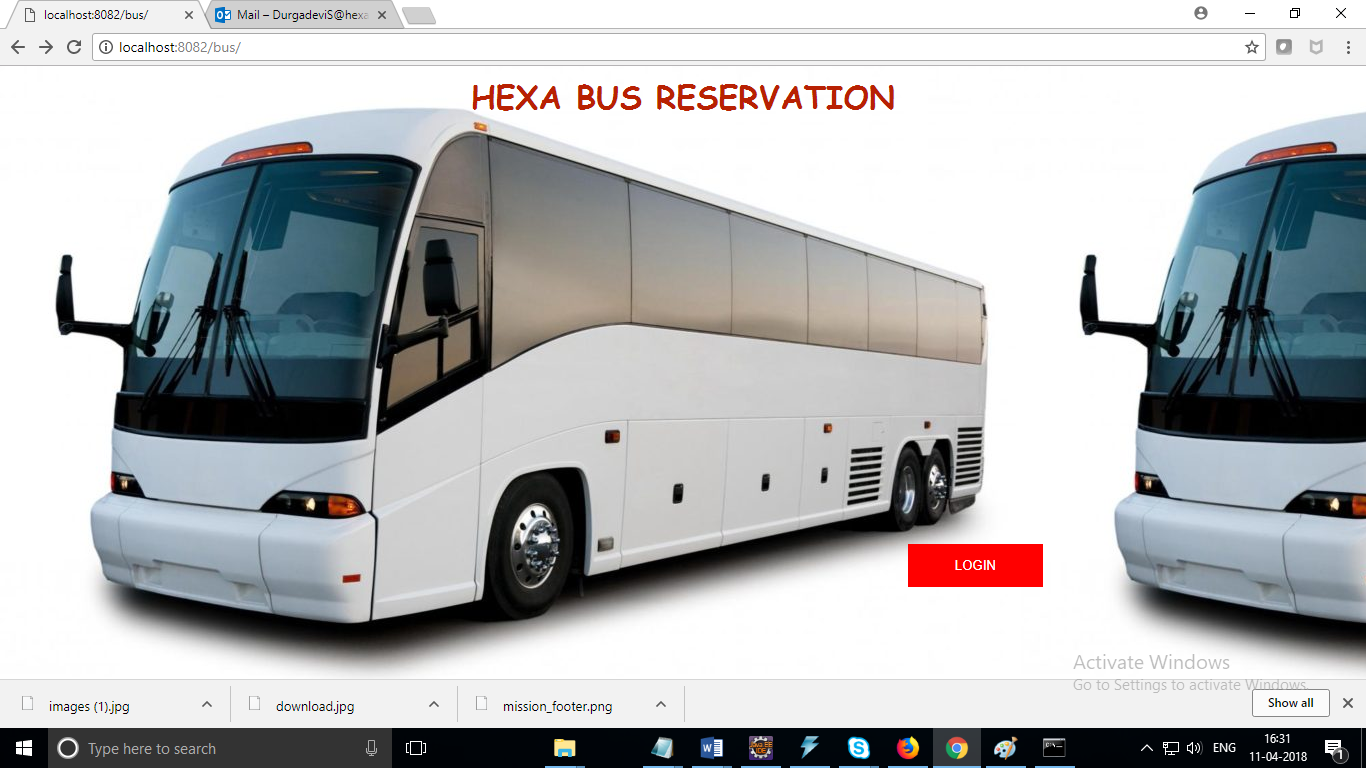 localhost:8082/bus/
Mail – DurgadeviS@hexa
localhost:8082/bus/
HEXA BUS RESERVATION
LOGIN
Activate Windows
Go to Settings to activate Windows.
images (1).jpg
download.jpg
mission_footer.png
Show all
Type here to search
ENG
16:31
11-04-2018
1